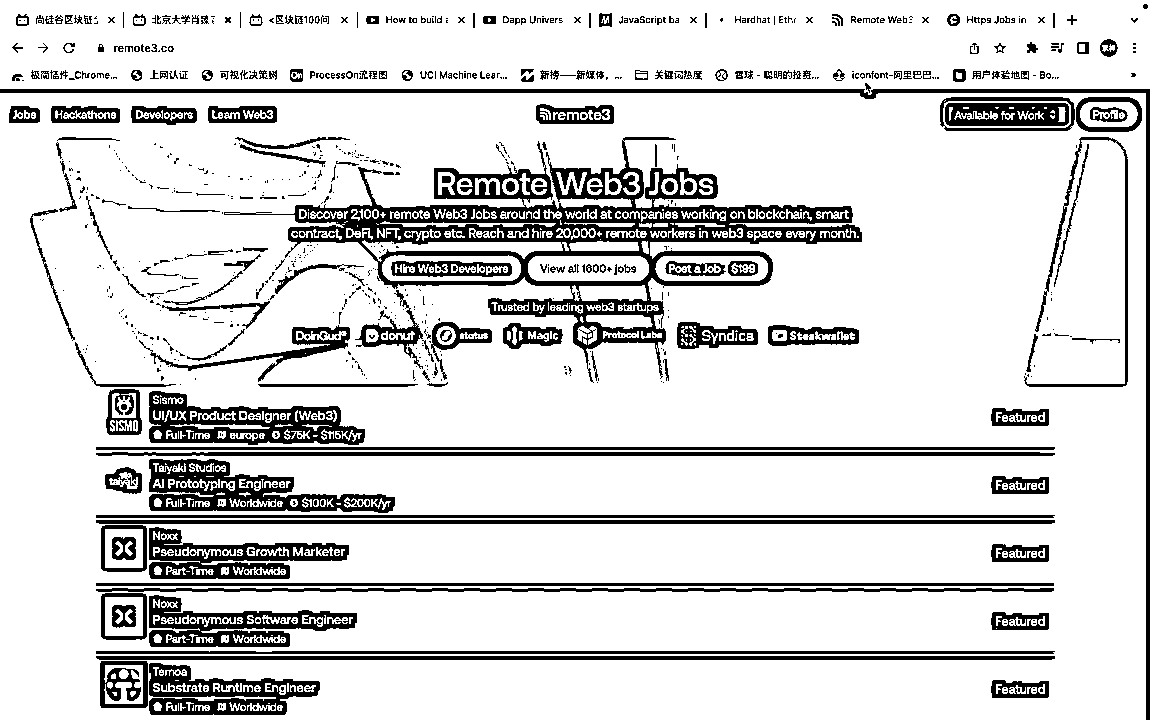 尚硅谷区块链 北京大学肖臻 <区块链100问 How to build a Dapp Univers JavaScript ba Hardhat | Eth Remote Web3 Https Jobs in
remote3.co
极简插件_Chrome... 上网认证 可视化决策树 ProcessOn流程图 UCI Machine Lear... 新榜—新媒体，... 关键词热度 雪球 - 聪明的投资... iconfont-阿里巴巴... 用户体验地图 - Bo... »
Jobs Hackathons Developers Learn Web3 remote3 Available for Work Profile
Remote Web3 Jobs
Discover 2,100+ remote Web3 Jobs around the world at companies working on blockchain, smart
contract, DeFi, NFT, crypto etc. Reach and hire 20,000+ remote workers in web3 space every month.
Hire Web3 Developers View all 1600+ jobs Post a Job $199
Trusted by leading web3 startups
DoinGud donut status Magic Protocol Labs Syndica Steakwallet
Sismo
SISMO
UI/UX Product Designer (Web3) Featured
Full-Time europe $75K - $115K/yr
Taiyaki Studios
taiyaki
AI Prototyping Engineer Featured
Full-Time Worldwide $100K - $200K/yr
Noxx
Pseudonymous Growth Marketer Featured
Part-Time Worldwide
Noxx
Pseudonymous Software Engineer Featured
Part-Time Worldwide
Ternoa
Substrate Runtime Engineer Featured
Full-Time Worldwide